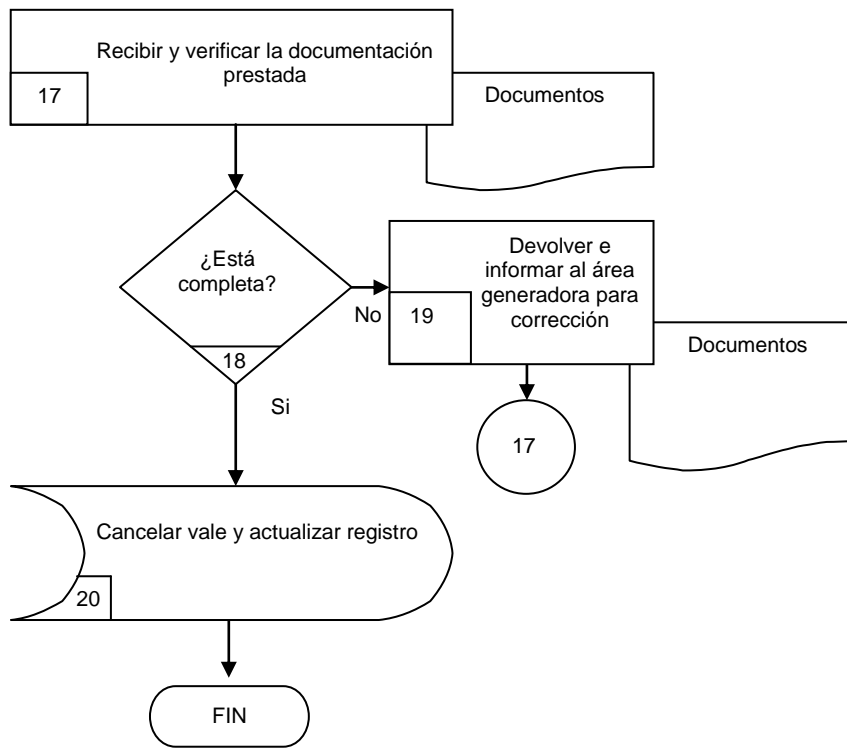 Recibir y verificar la documentación
prestada
17
Documentos
¿Está
completa?
18
No
Si
Devolver e
informar al área
generadora para
corrección
19
Documentos
17
Cancelar vale y actualizar registro
20
FIN